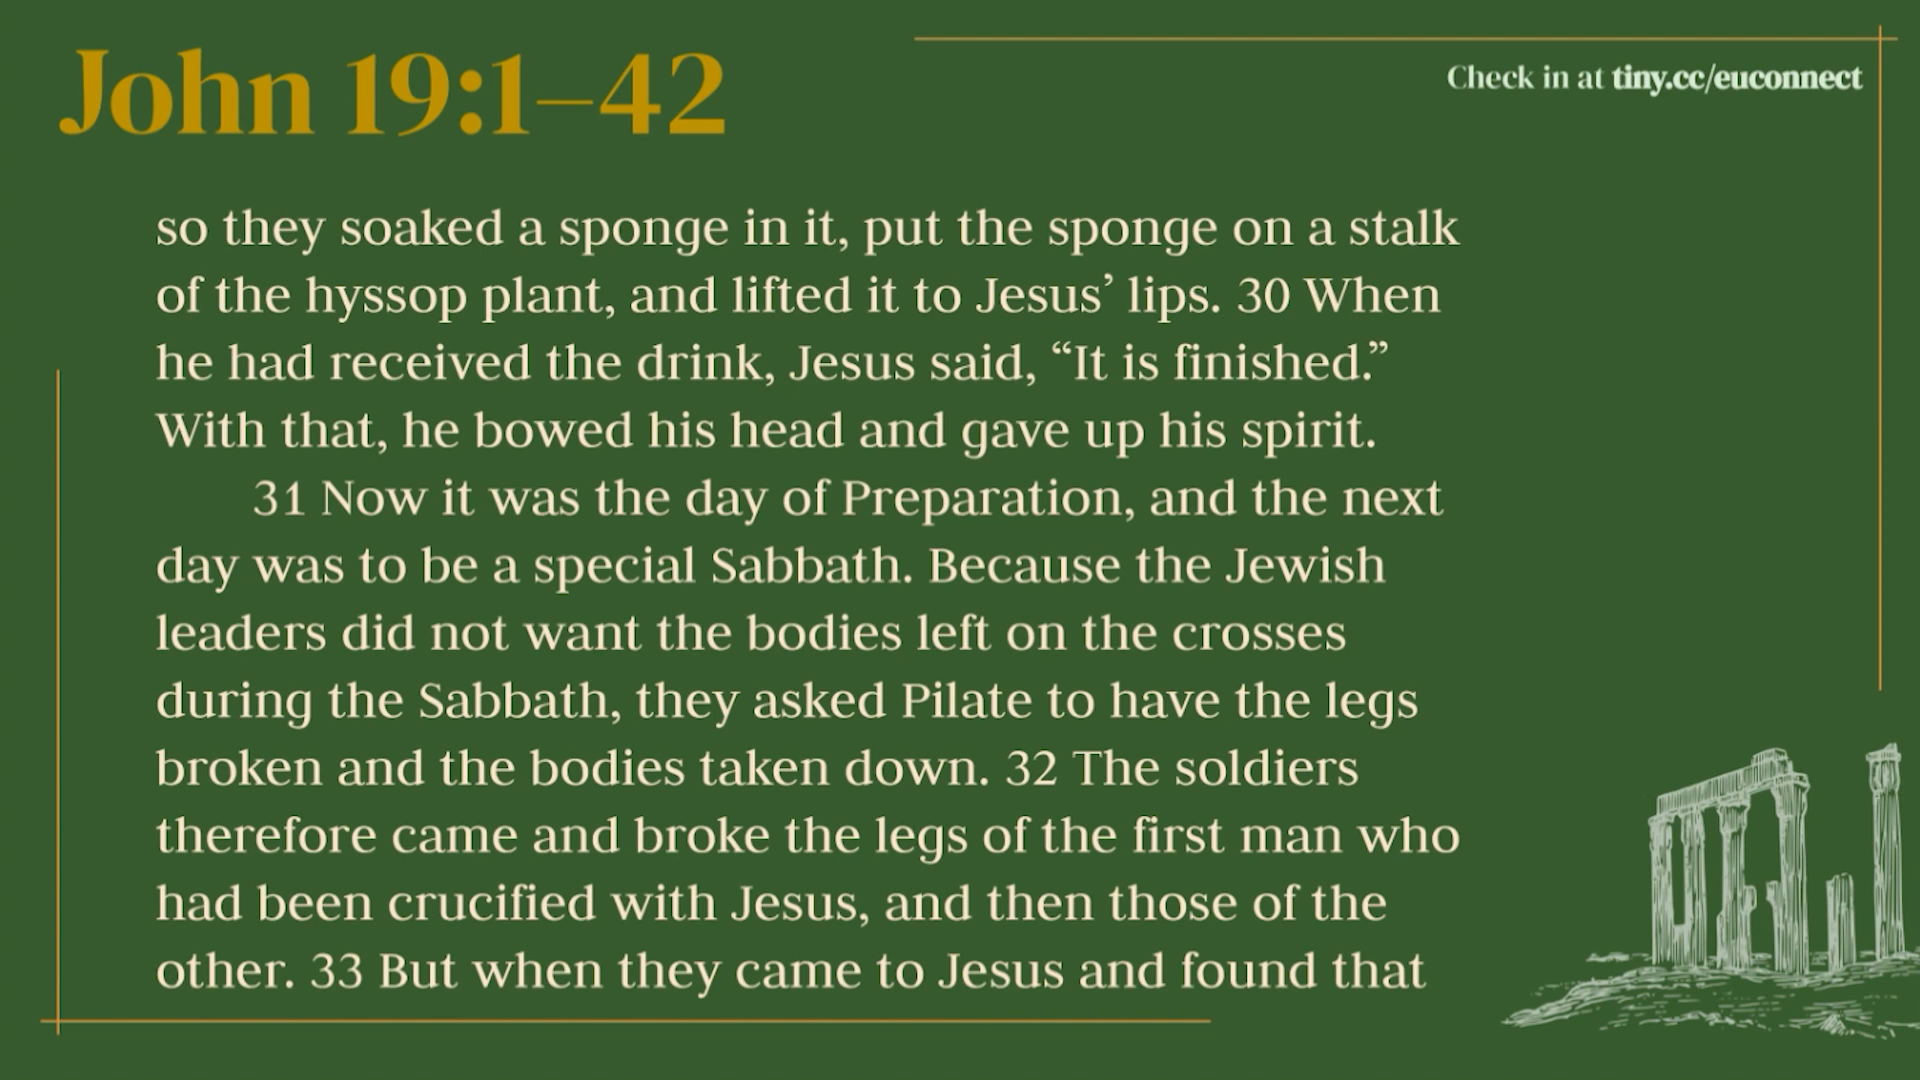 John 19:1–42
Check in at tiny.cc/euconnect
so they soaked a sponge in it, put the sponge on a stalk
of the hyssop plant, and lifted it to Jesus’ lips. 30 When
he had received the drink, Jesus said, “It is finished.”
With that, he bowed his head and gave up his spirit.
31 Now it was the day of Preparation, and the next
day was to be a special Sabbath. Because the Jewish
leaders did not want the bodies left on the crosses
during the Sabbath, they asked Pilate to have the legs
broken and the bodies taken down. 32 The soldiers
therefore came and broke the legs of the first man who
had been crucified with Jesus, and then those of the
other. 33 But when they came to Jesus and found that